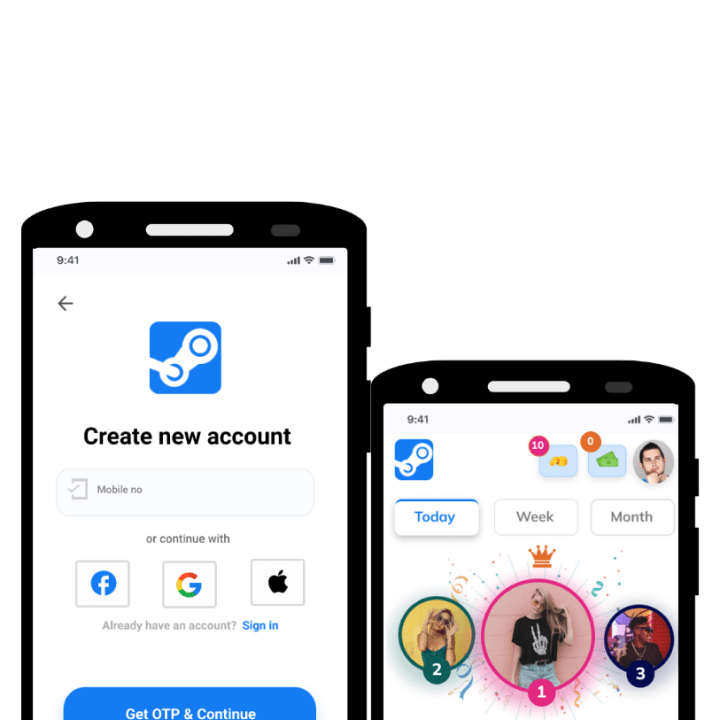 9:41
Create new account
Mobile no
or continue with
Already have an account? Sign in
Get OTP & Continue
9:41
10
0
Today
Week
Month
2
1
3